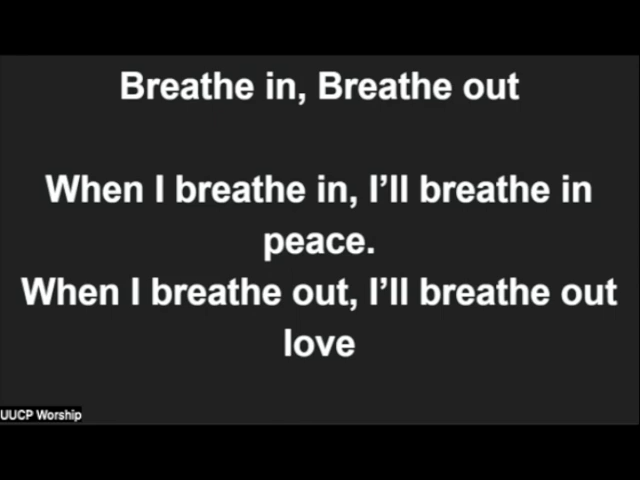 Breathe in, Breathe out
When I breathe in, I’ll breathe in
peace.
When I breathe out, I’ll breathe out
love
UUCP Worship